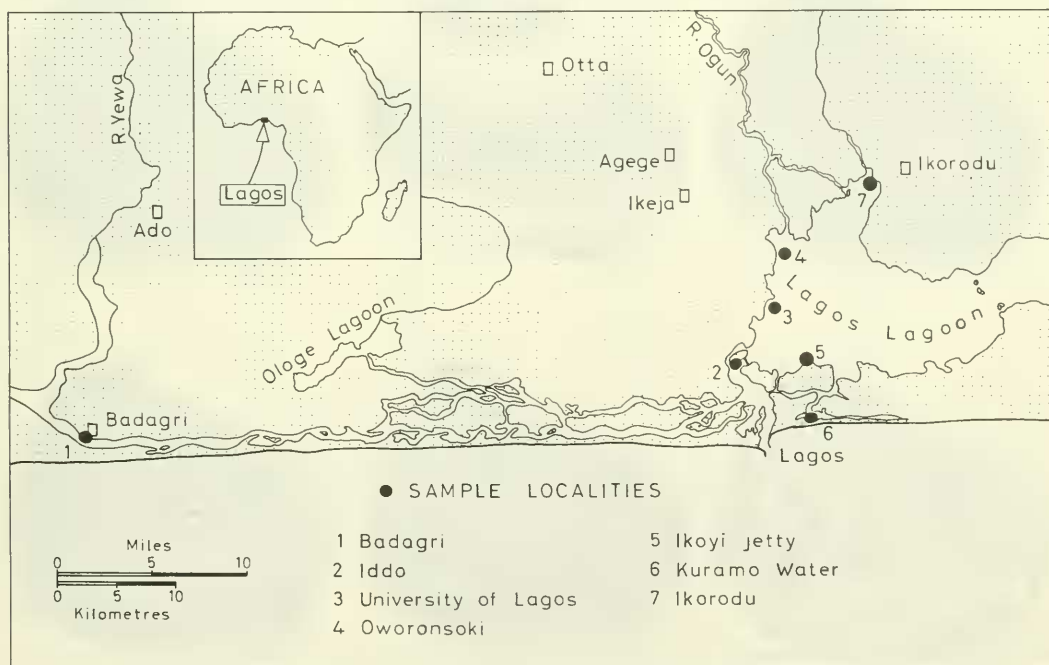 AFRICA
Lagos
R. Yewa
Ado
Otta
R. Ogun
Agege
Ikeja
Ikorodu
7
4
Lagos Lagoon
3
Ologe Lagoon
2
5
6
Badagri
1
Lagos
● SAMPLE LOCALITIES
Miles
0 5 10
0 5 10
Kilometres
1 Badagri
2 Iddo
3 University of Lagos
4 Oworonsoki
5 Ikoyi jetty
6 Kuramo Water
7 Ikorodu